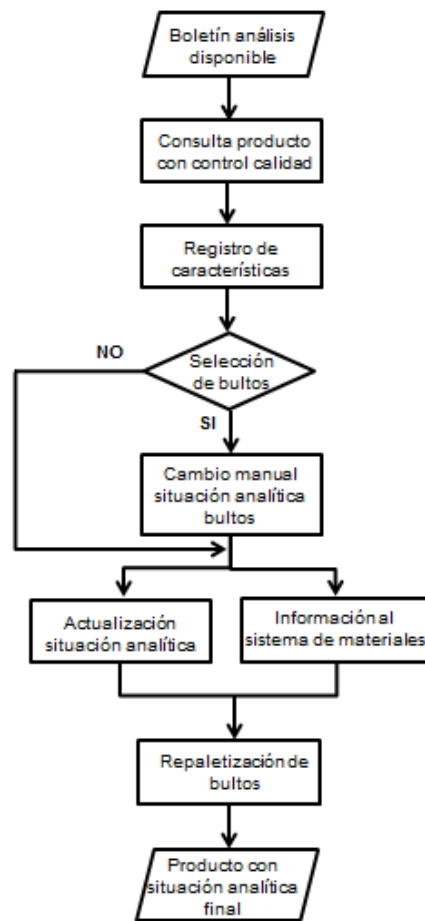 Boletín análisis
disponible
Consulta producto
con control calidad
Registro de
características
NO
Selección
de bultos
SI
Cambio manual
situación analítica
bultos
Actualización
situación analítica
Información al
sistema de materiales
Repaletización de
bultos
Producto con
situación analítica
final